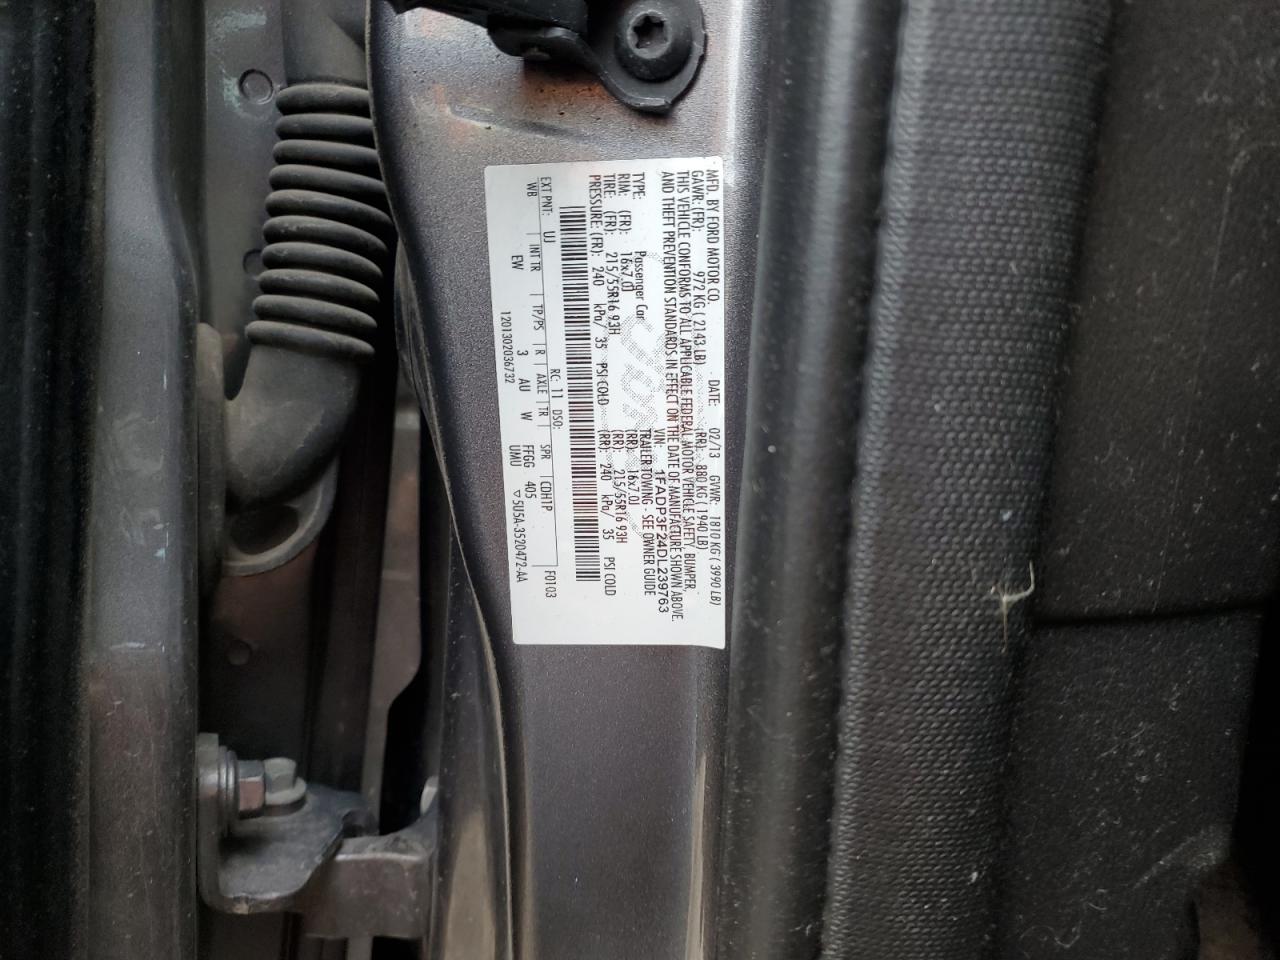 MFD BY FORD MOTOR CO. DATE: 02/13 GVWR: 1810 KG ( 3990 LB)
GAWR: (FR): 972 KG ( 2143 LB) (RR): 880 KG ( 1940 LB)
THIS VEHICLE CONFORMS TO ALL APPLICABLE FEDERAL MOTOR VEHICLE SAFETY, BUMPER,
AND THEFT PREVENTION STANDARDS IN EFFECT ON THE DATE OF MANUFACTURE SHOWN ABOVE.
VIN: 1FADP3F24DL239763
TYPE: Passenger Car TRAILER TOWING - SEE OWNER GUIDE
RIM: (FR): 16x7.0J (RR): 16x7.0J
TIRE: (FR): 215/55R16 93H (RR): 215/55R16 93H
PRESSURE: (FR): 240 kPa/ 35 PSI COLD (RR): 240 kPa/ 35 PSI COLD
RC: 11 DSO: F0103
EXT PNT: UJ INT TR TP/PS R AXLE TR SPR CDH1P
WB EW 3 AU W FFGG 405
UMU
1201302036732 ▽5U5A-3520472-AA